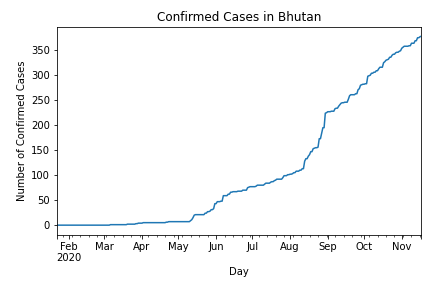 Confirmed Cases in Bhutan
Number of Confirmed Cases
350
300
250
200
150
100
50
0
Feb Mar Apr May Jun Jul Aug Sep Oct Nov
2020
Day